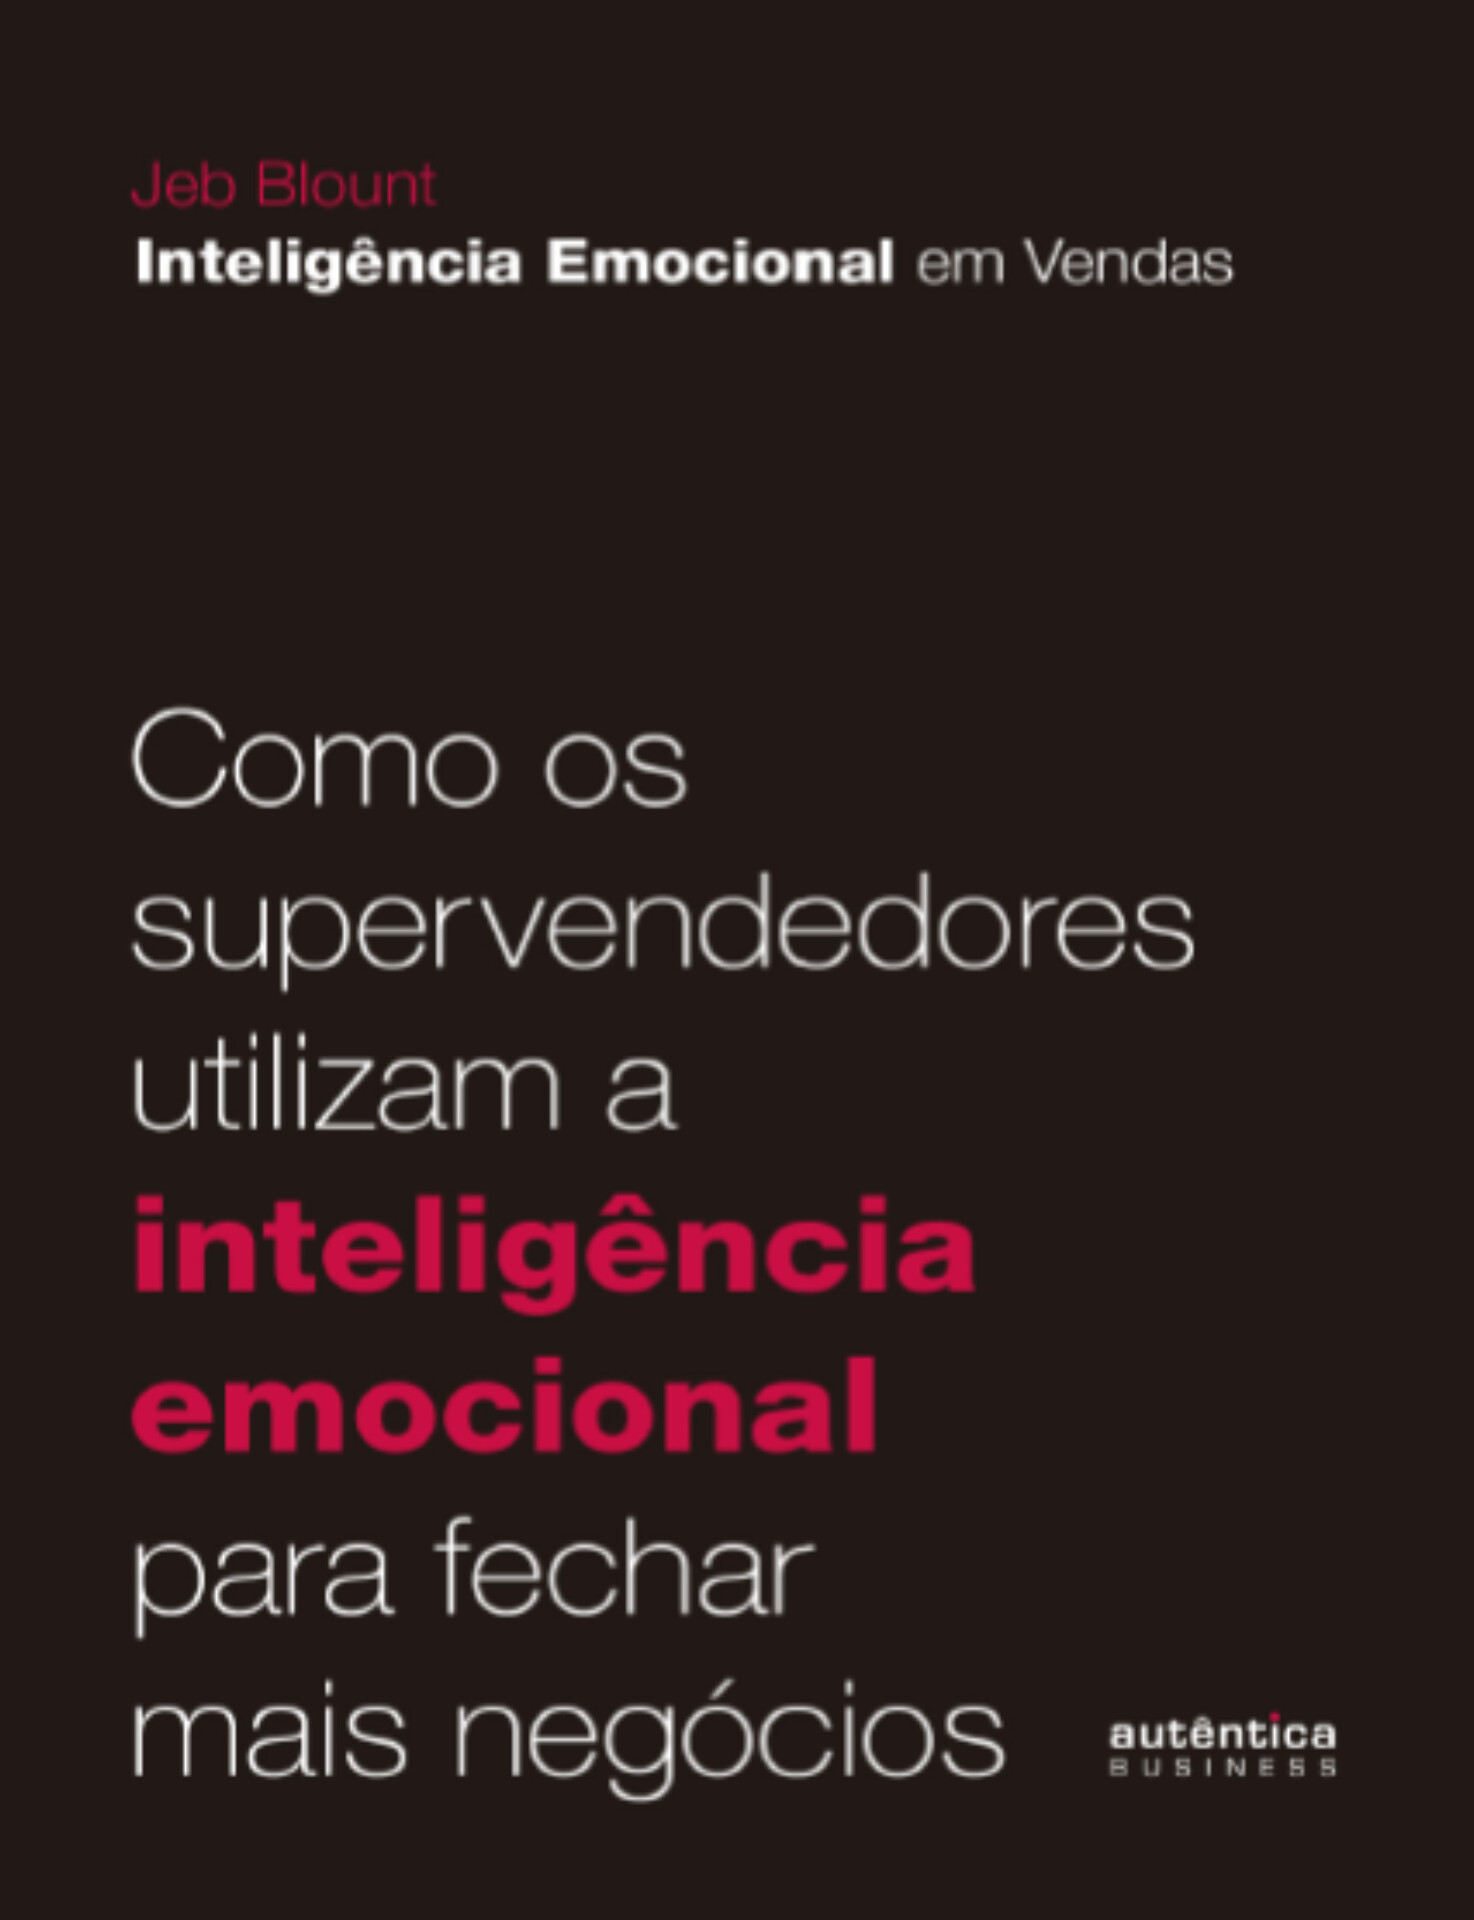 Jeb Blount
Inteligência Emocional em Vendas
Como os
supervendedores
utilizam a
inteligência
emocional
para fechar
mais negócios
autêntica
BUSINESS